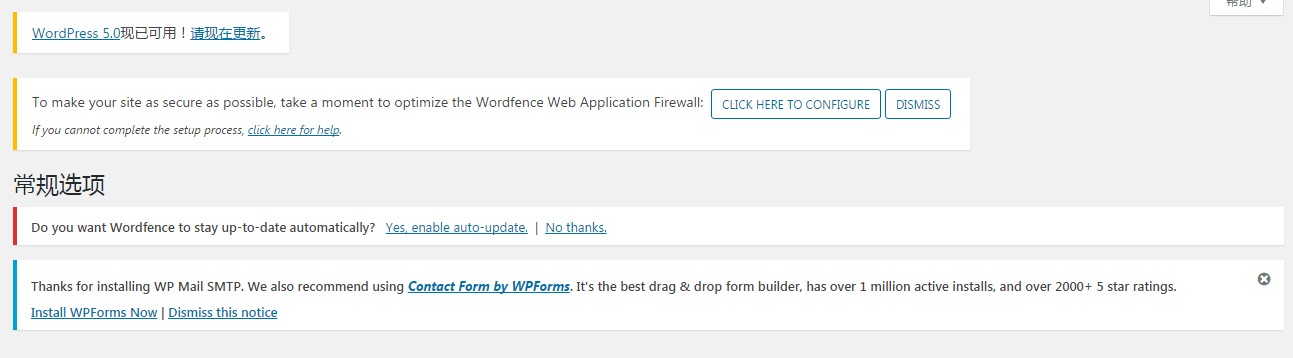 帮助
WordPress 5.0现已可用！请现在更新。
To make your site as secure as possible, take a moment to optimize the Wordfence Web Application Firewall: CLICK HERE TO CONFIGURE DISMISS
If you cannot complete the setup process, click here for help.
常规选项
Do you want Wordfence to stay up-to-date automatically? Yes, enable auto-update. | No thanks.
Thanks for installing WP Mail SMTP. We also recommend using Contact Form by WPForms. It's the best drag & drop form builder, has over 1 million active installs, and over 2000+ 5 star ratings.
Install WPForms Now | Dismiss this notice